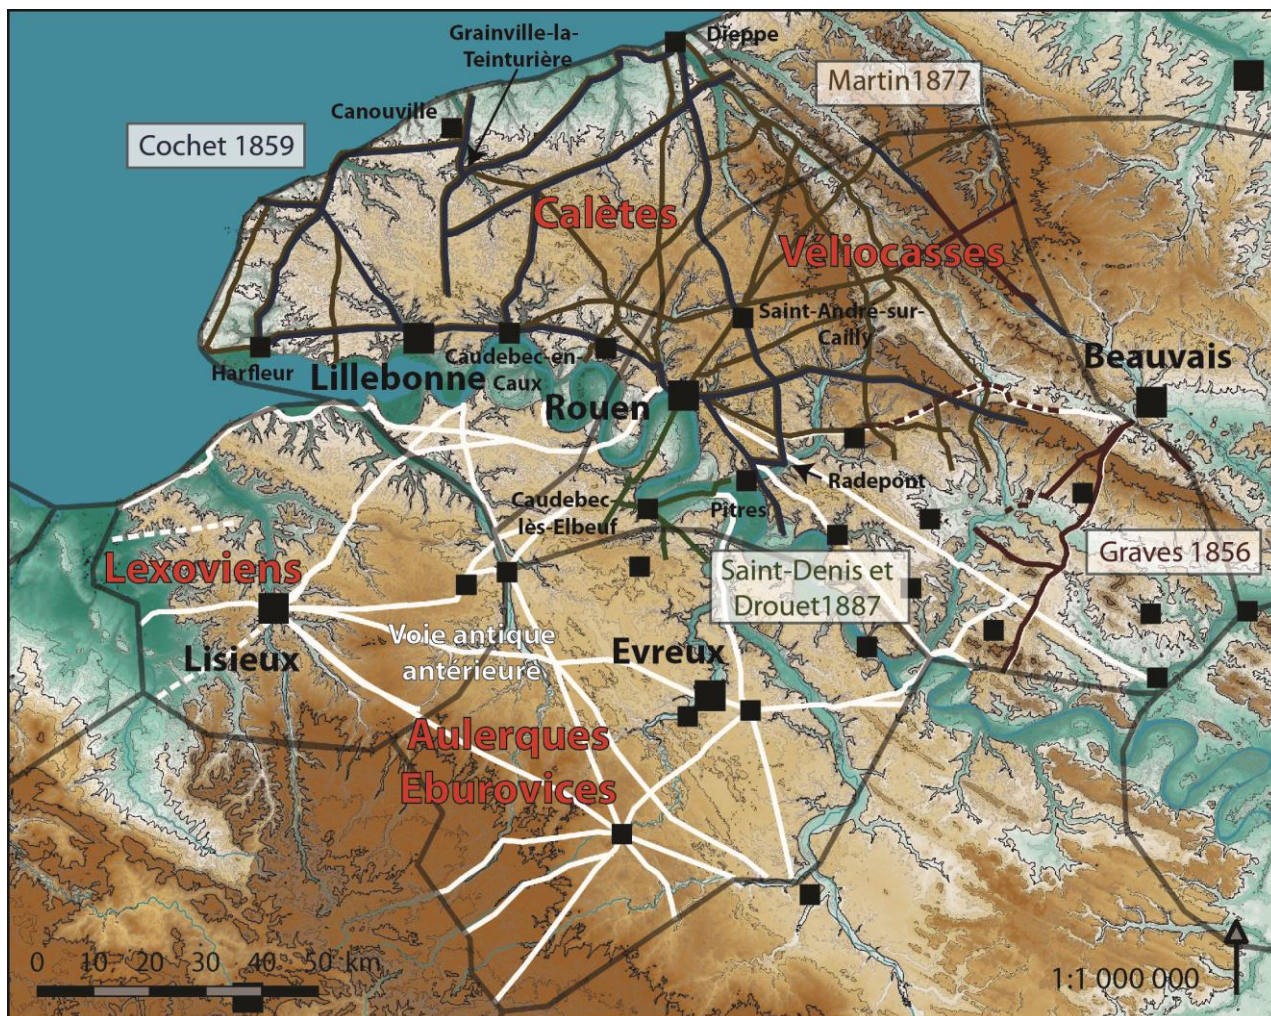 Grainville-la-
Teinturière
Dieppe
Martin1877
Canouville
Cochet 1859
Calètes
Véliocasses
Saint-André-sur-
Cailly
Harfleur
Lillebonne
Caudebec-en-
Caux
Beauvais
Rouen
Radepont
Caudebec-
lès-Elbeuf
Pitres
Graves 1856
Lexoviens
Saint-Denis et
Drouet1887
Voie antique
antérieure
Evreux
Lisieux
Aulerques
Eburovices
0 10 20 30 40 50 km
1:1 000 000